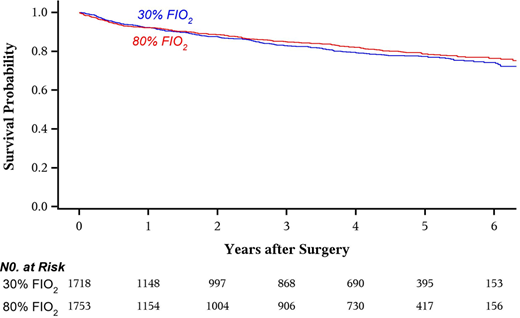 30% FIO2
80% FIO2
Survival Probability
1.0
0.8
0.6
0.4
0.2
0.0
0 1 2 3 4 5 6
Years after Surgery
N0. at Risk
30% FIO2 1718 1148 997 868 690 395 153
80% FIO2 1753 1154 1004 906 730 417 156